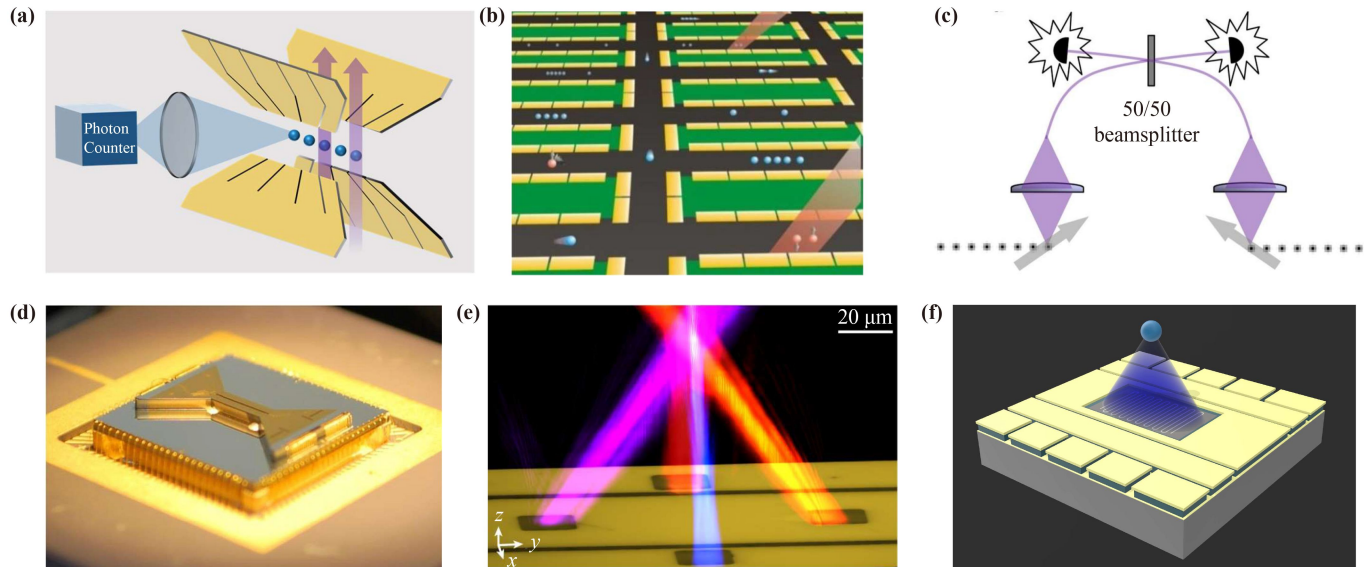 (a)
Photon
Counter
(b)
(c)
50/50
beamsplitter
(d)
(e)
20 μm
z
y
x
(f)